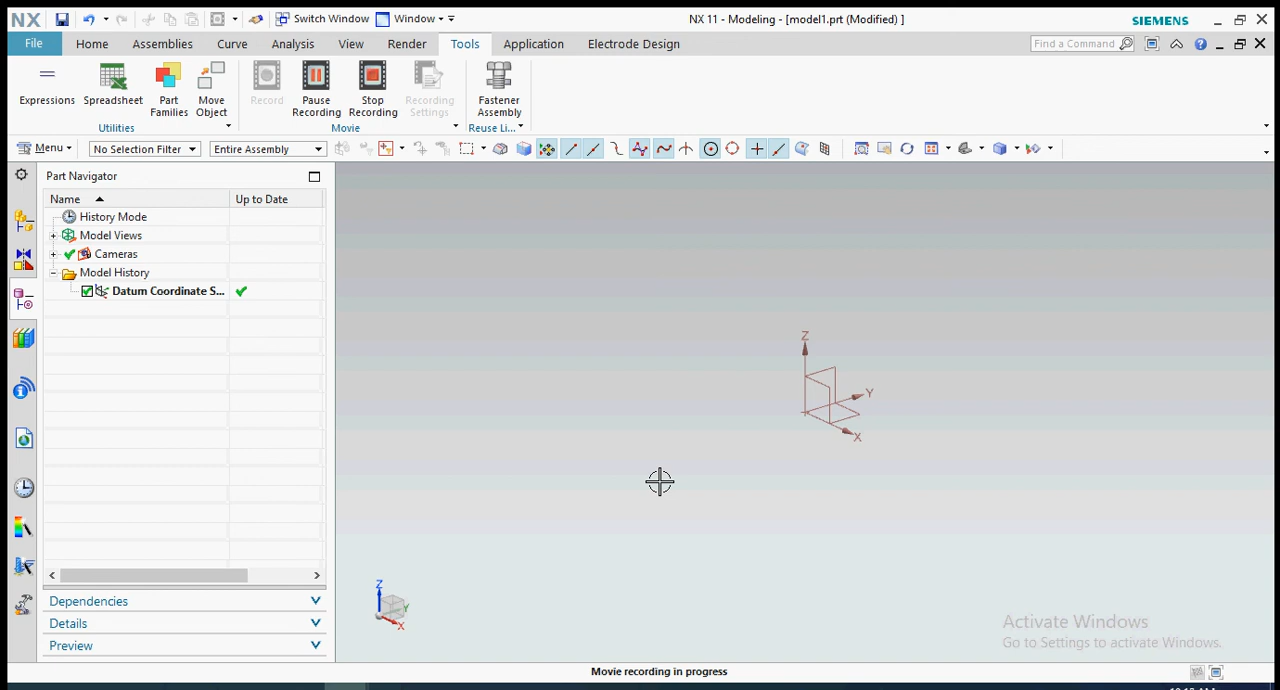 NX Switch Window Window NX 11 - Modeling - [model1.prt (Modified) ] SIEMENS
File Home Assemblies Curve Analysis View Render Tools Application Electrode Design Find a Command
Expressions Spreadsheet Part Families Move Object Record Pause Recording Stop Recording Recording Settings Fastener Assembly
Utilities Movie Reuse Li...
Menu No Selection Filter Entire Assembly
Part Navigator
Name Up to Date
History Mode
Model Views
Cameras
Model History
Datum Coordinate S...
Z
Y
X
Dependencies
Details
Preview
Z
Y
X
Activate Windows
Go to Settings to activate Windows.
Movie recording in progress